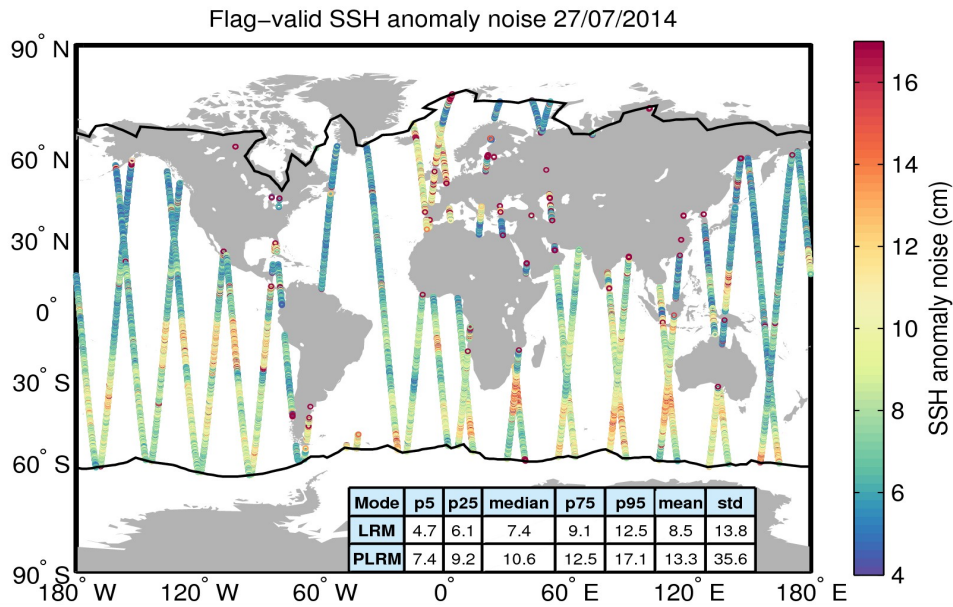 Flag−valid SSH anomaly noise 27/07/2014
90° N
60° N
30° N
0°
30° S
60° S
90° S
180° W
120° W
60° W
0°
60° E
120° E
180° E
Mode p5 p25 median p75 p95 mean std
LRM 4.7 6.1 7.4 9.1 12.5 8.5 13.8
PLRM 7.4 9.2 10.6 12.5 17.1 13.3 35.6
16
14
12
10
8
6
4
SSH anomaly noise (cm)